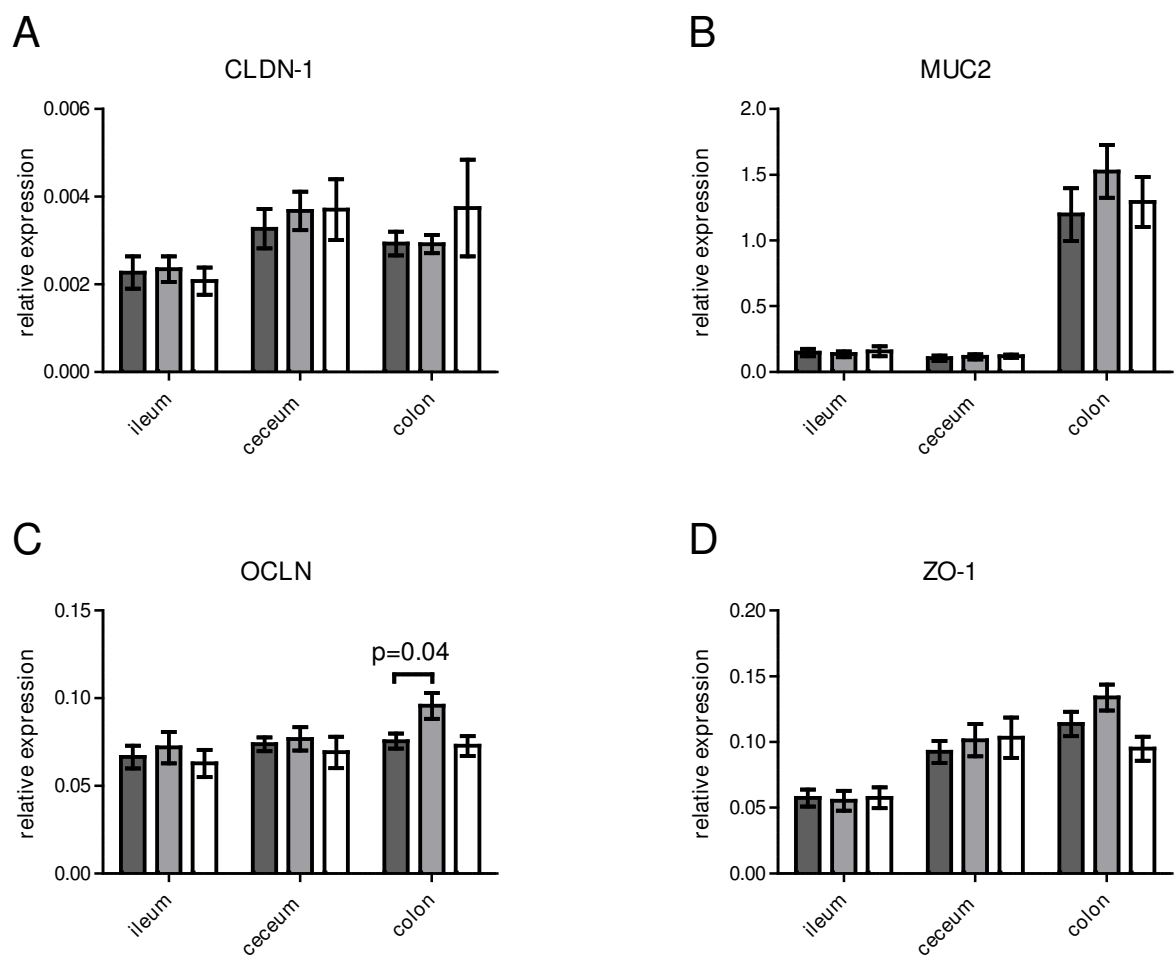 A
CLDN-1
relative expression
0.006
0.004
0.002
0.000
ileum
ceceum
colon
B
MUC2
relative expression
2.0
1.5
1.0
0.5
0.0
ileum
ceceum
colon
C
OCLN
relative expression
0.15
0.10
0.05
0.00
p=0.04
ileum
ceceum
colon
D
ZO-1
relative expression
0.20
0.15
0.10
0.05
0.00
ileum
ceceum
colon